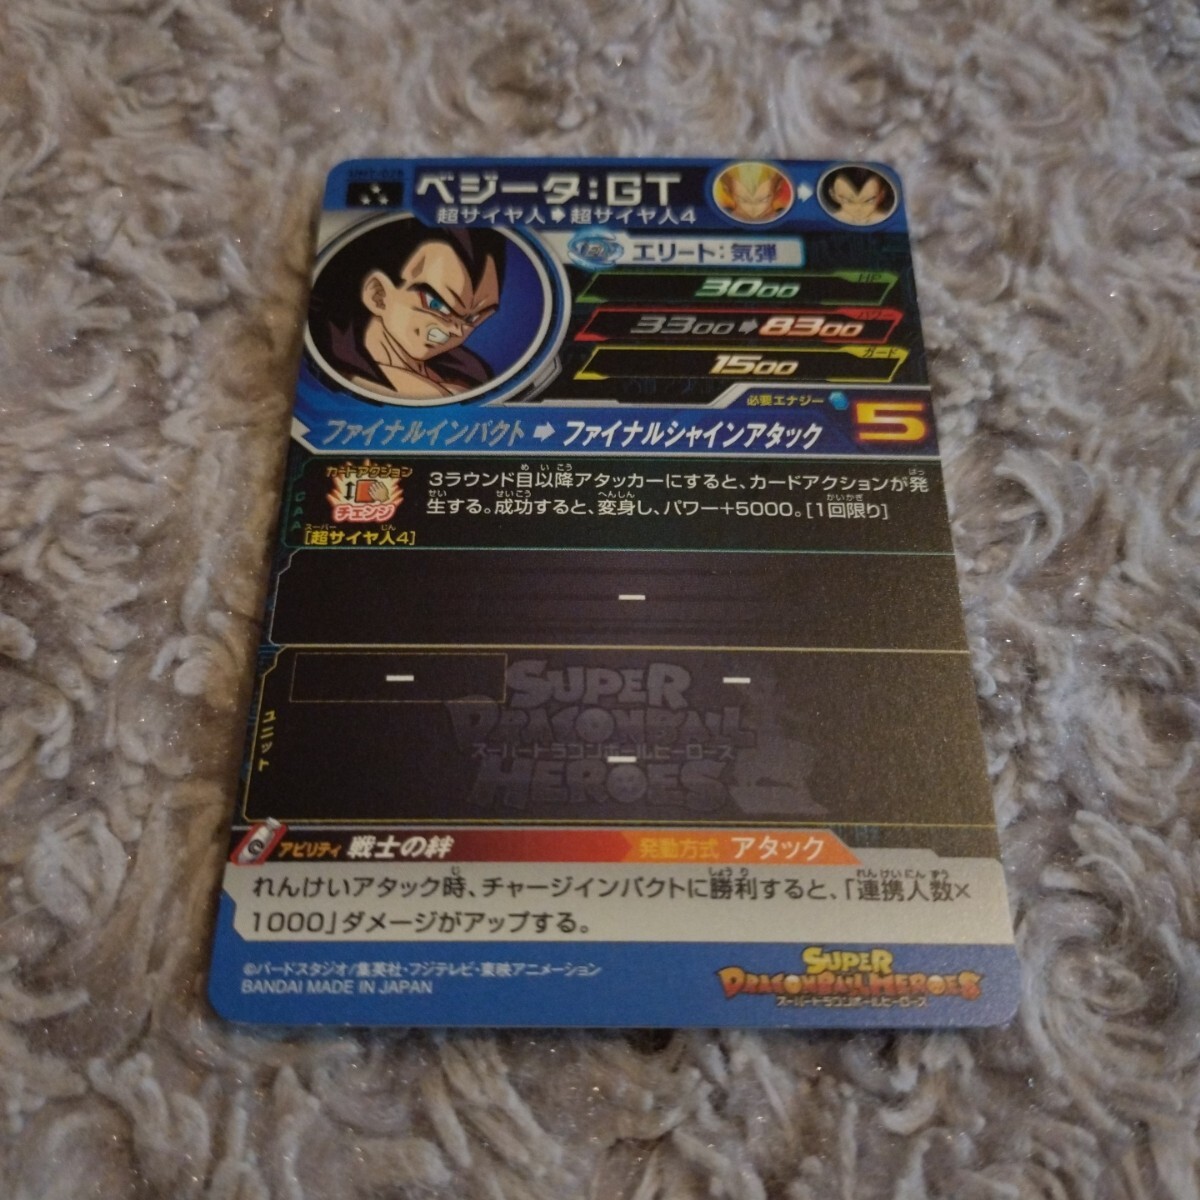 ベジータ:GT
超サイヤ人➡超サイヤ人4
エリート:気弾
HP
3000
パワー
3300➡8300
ガード
1500
必要エナジー
5
ファイナルインパクト➡ファイナルシャインアタック
CAA
カードアクション
チェンジ
[超サイヤ人4]
3ラウンド目以降アタッカーにすると、カードアクションが発
生する。成功すると、変身し、パワー+5000。[1回限り]
ー
ー
ー
ー
ユニット
SUPER
DRAGONBALL
スーパードラゴンボールヒーローズ
HEROES
アビリティ 戦士の絆
発動方式 アタック
れんけいアタック時、チャージインパクトに勝利すると、「連携人数×
1000」ダメージがアップする。
©バードスタジオ/集英社・フジテレビ・東映アニメーション
BANDAI MADE IN JAPAN
SUPER
DRAGONBALL HEROES
スーパードラゴンボールヒーローズ